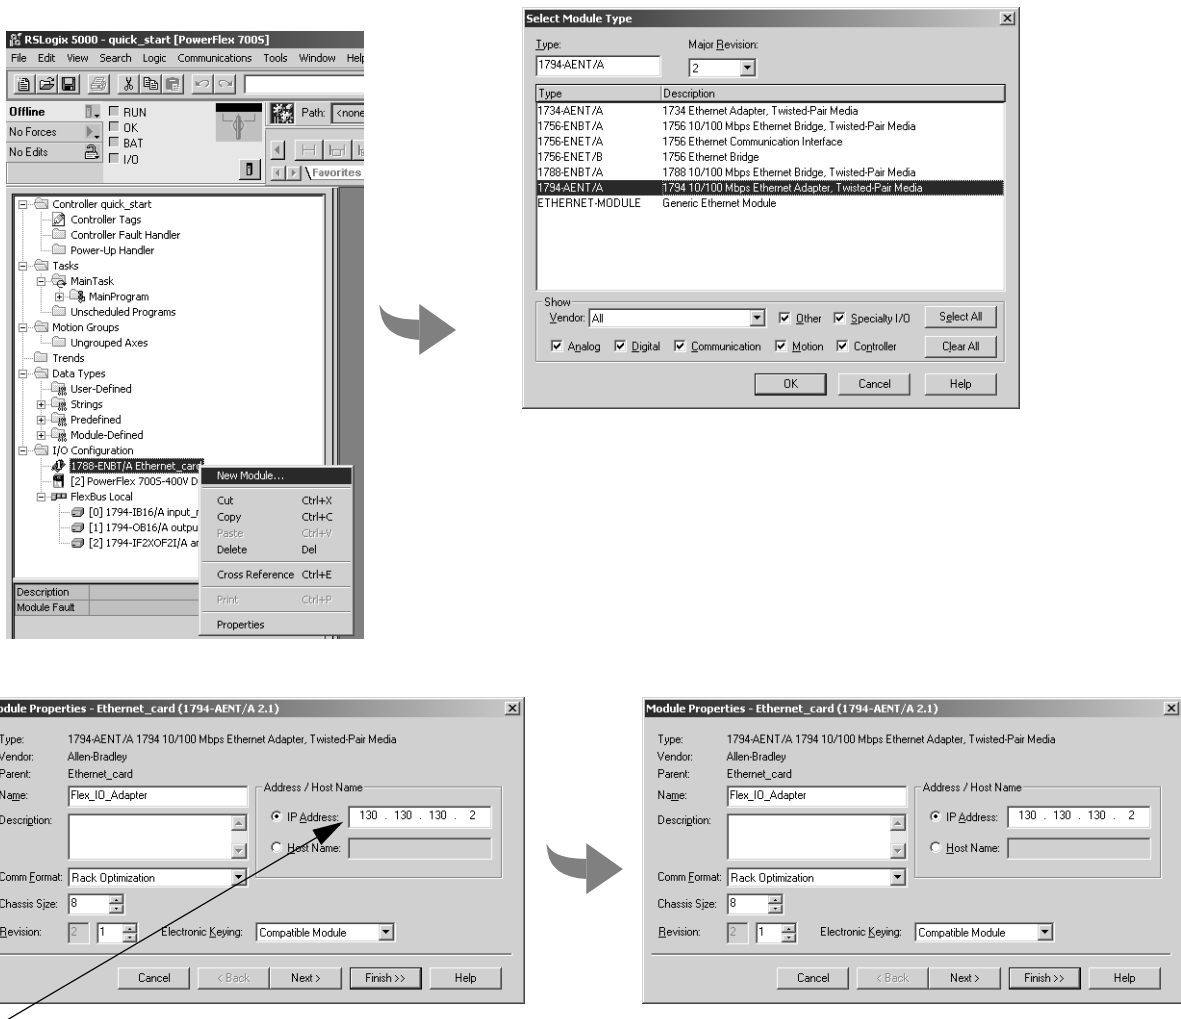 RSLogix 5000 - quick_start [PowerFlex 700S]
File Edit View Search Logic Communications Tools Window Help
Offline
RUN
Path: <none
No Forces
OK
BAT
No Edits
I/O
Favorites
Controller quick_start
Controller Tags
Controller Fault Handler
Power-Up Handler
Tasks
MainTask
MainProgram
Unscheduled Programs
Motion Groups
Ungrouped Axes
Trends
Data Types
User-Defined
Strings
Predefined
Module-Defined
I/O Configuration
1788-ENBT/A Ethernet_card
[2] PowerFlex 700S-400V D
FlexBus Local
[0] 1794-IB16/A input_
[1] 1794-OB16/A outpu
[2] 1794-IF2XOF2I/A ar
New Module...
Cut Ctrl+X
Copy Ctrl+C
Paste Ctrl+V
Delete Del
Cross Reference Ctrl+E
Print Ctrl+P
Properties
Description
Module Fault
Select Module Type
Type: Major Revision:
1794-AENT/A 2
Type Description
1734-AENT/A 1734 Ethernet Adapter, Twisted-Pair Media
1756-ENBT/A 1756 10/100 Mbps Ethernet Bridge, Twisted-Pair Media
1756-ENET/A 1756 Ethernet Communication Interface
1756-ENET/B 1756 Ethernet Bridge
1788-ENBT/A 1788 10/100 Mbps Ethernet Bridge, Twisted-Pair Media
1794-AENT/A 1794 10/100 Mbps Ethernet Adapter, Twisted-Pair Media
ETHERNET-MODULE Generic Ethernet Module
Show
Vendor: All Other Specialty I/O Select All
Analog Digital Communication Motion Controller Clear All
OK Cancel Help
odule Properties - Ethernet_card (1794-AENT/A 2.1)
Type: 1794-AENT/A 1794 10/100 Mbps Ethernet Adapter, Twisted-Pair Media
Vendor: Allen-Bradley
Parent: Ethernet_card
Name: Flex_IO_Adapter
Address / Host Name
Description:
IP Address: 130 . 130 . 130 . 2
Host Name:
Comm Format: Rack Optimization
Chassis Size: 8
Revision: 2 1 Electronic Keying: Compatible Module
Cancel < Back Next > Finish >> Help
Module Properties - Ethernet_card (1794-AENT/A 2.1)
Type: 1794-AENT/A 1794 10/100 Mbps Ethernet Adapter, Twisted-Pair Media
Vendor: Allen-Bradley
Parent: Ethernet_card
Name: Flex_IO_Adapter
Address / Host Name
Description:
IP Address: 130 . 130 . 130 . 2
Host Name:
Comm Format: Rack Optimization
Chassis Size: 8
Revision: 2 1 Electronic Keying: Compatible Module
Cancel < Back Next > Finish >> Help